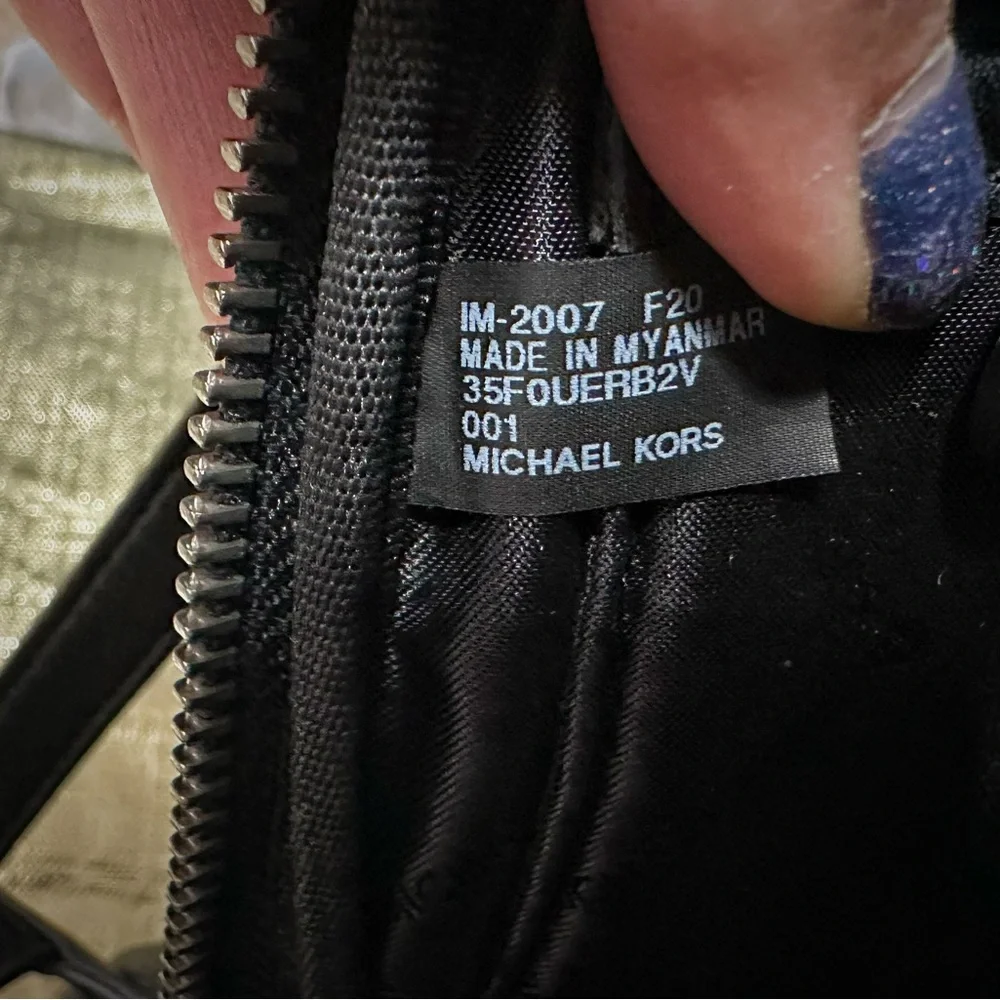 IM-2007 F20
MADE IN MYANMAR
35F0UERB2V
001
MICHAEL KORS